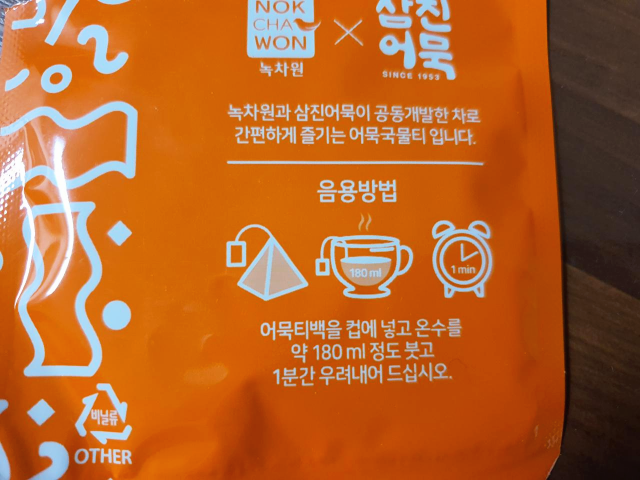 NOK
CHA
WON
녹차원
삼진
어묵
SINCE 1953
녹차원과 삼진어묵이 공동개발한 차로
간편하게 즐기는 어묵국물티 입니다.
음용방법
180 ml
1 min
어묵티백을 컵에 넣고 온수를
약 180 ml 정도 붓고
1분간 우려내어 드십시오.
비닐류
OTHER